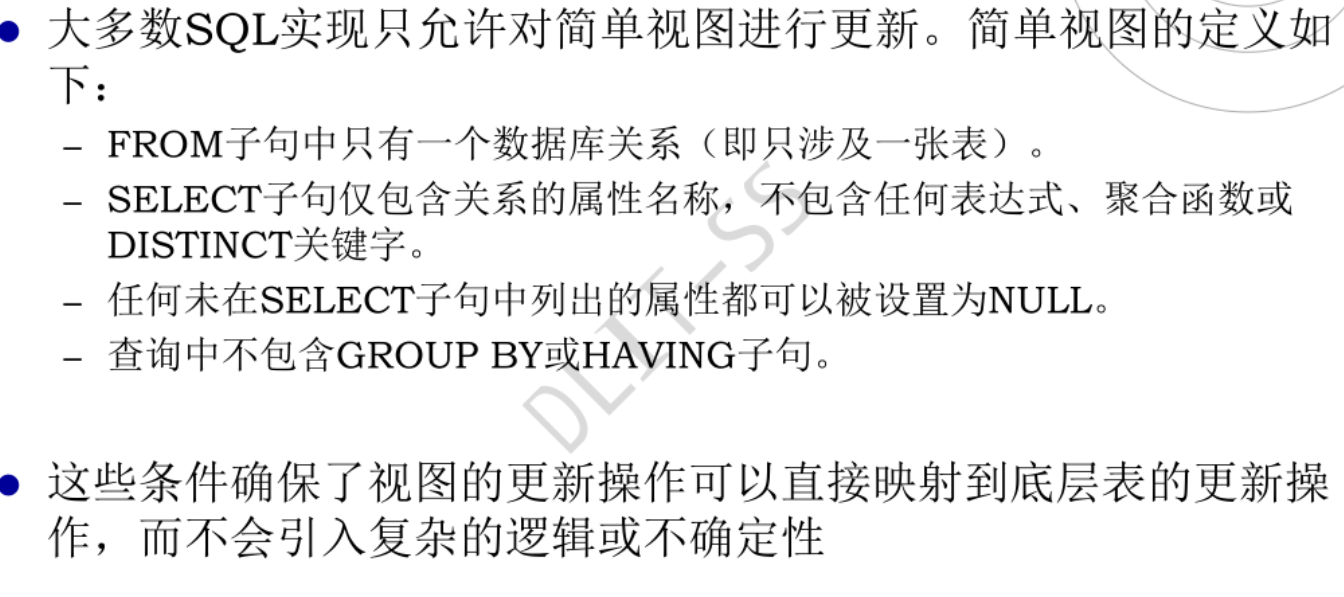 大多数SQL实现只允许对简单视图进行更新。简单视图的定义如
下：
– FROM子句中只有一个数据库关系（即只涉及一张表）。
– SELECT子句仅包含关系的属性名称，不包含任何表达式、聚合函数或
DISTINCT关键字。
– 任何未在SELECT子句中列出的属性都可以被设置为NULL。
– 查询中不包含GROUP BY或HAVING子句。
这些条件确保了视图的更新操作可以直接映射到底层表的更新操
作，而不会引入复杂的逻辑或不确定性
DLIT-SS